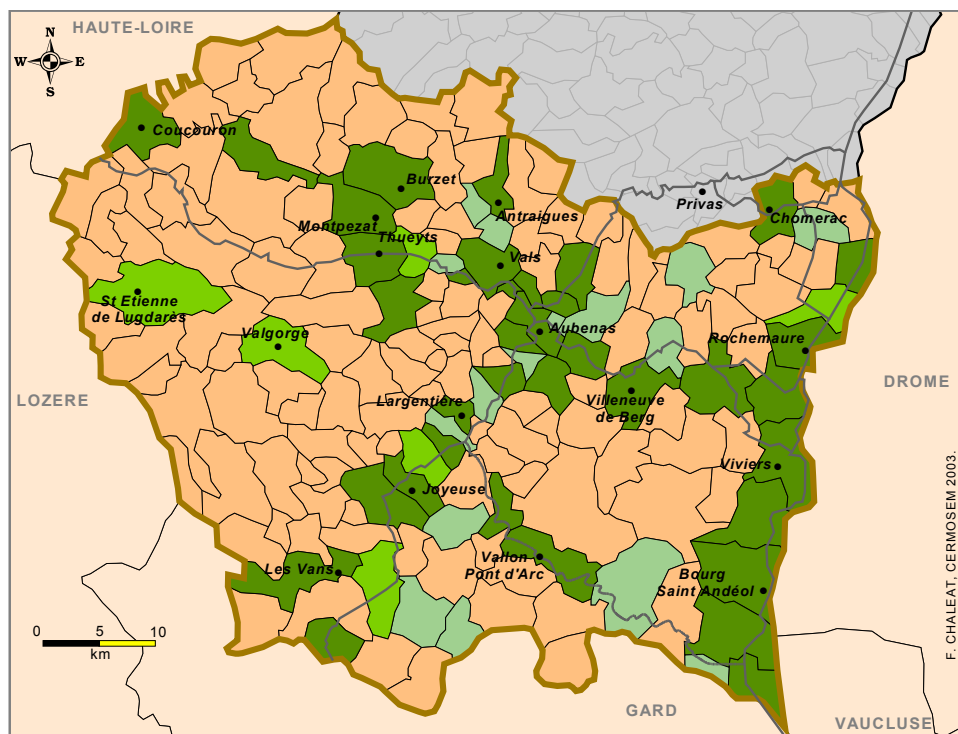 HAUTE-LOIRE
N
W E
S
Coucouron
Burzet
Privas
Antraigues
Chomerac
Montpezat
Thueyts
Vals
St Etienne
de Lugdarès
Valgorge
Aubenas
Rochemaure
DROME
LOZERE
Largentière
Villeneuve
de Berg
Viviers
Joyeuse
Les Vans
Vallon
Pont d'Arc
Bourg
Saint Andéol
0 5 10
km
GARD
VAUCLUSE
F. CHALEAT, CERMOSEM 2003.